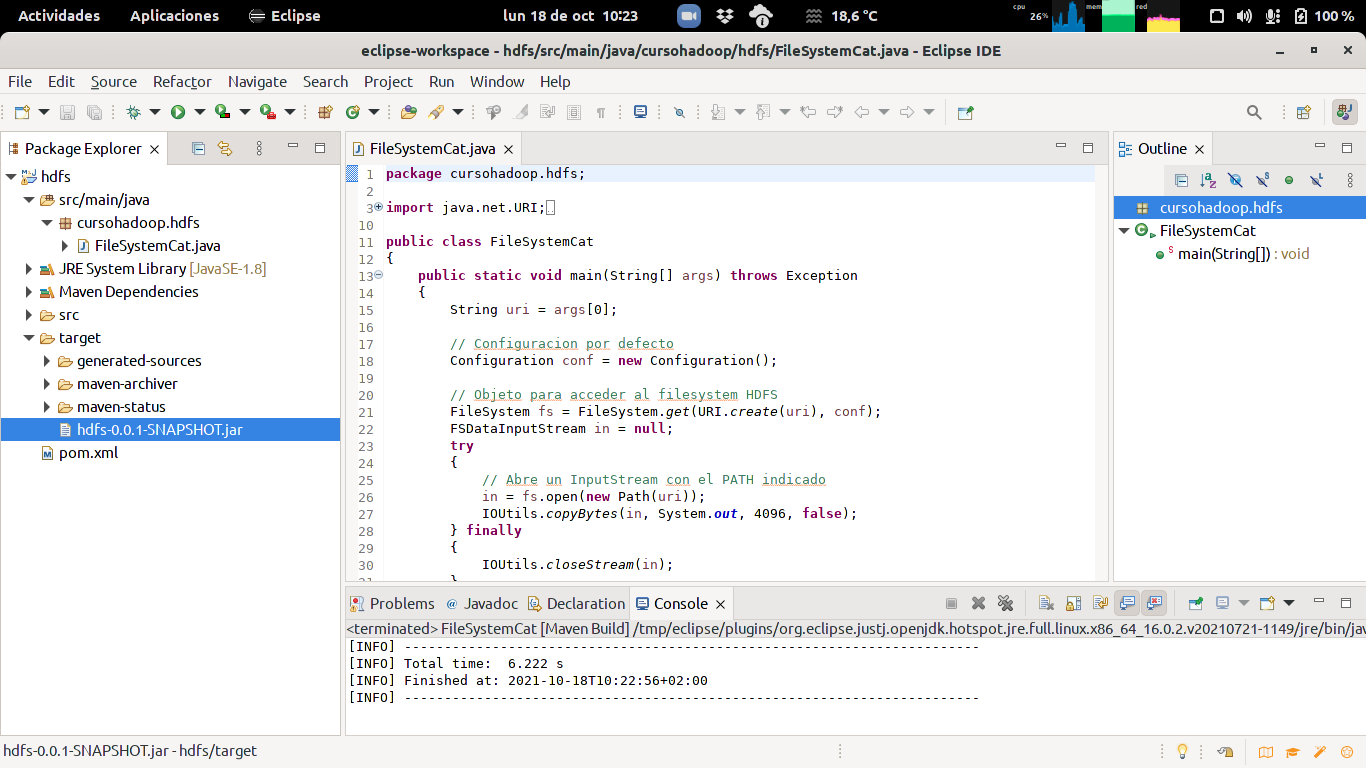 Actividades Aplicaciones Eclipse lun 18 de oct 10:23 18,6 °C cpu 26% mem red 100 %
eclipse-workspace - hdfs/src/main/java/cursohadoop/hdfs/FileSystemCat.java - Eclipse IDE
File Edit Source Refactor Navigate Search Project Run Window Help
Package Explorer
hdfs
src/main/java
cursohadoop.hdfs
FileSystemCat.java
JRE System Library [JavaSE-1.8]
Maven Dependencies
src
target
generated-sources
maven-archiver
maven-status
hdfs-0.0.1-SNAPSHOT.jar
pom.xml
FileSystemCat.java
1 package cursohadoop.hdfs;
2
3 import java.net.URI;
10
11 public class FileSystemCat
12 {
13 public static void main(String[] args) throws Exception
14 {
15 String uri = args[0];
16
17 // Configuracion por defecto
18 Configuration conf = new Configuration();
19
20 // Objeto para acceder al filesystem HDFS
21 FileSystem fs = FileSystem.get(URI.create(uri), conf);
22 FSDataInputStream in = null;
23 try
24 {
25 // Abre un InputStream con el PATH indicado
26 in = fs.open(new Path(uri));
27 IOUtils.copyBytes(in, System.out, 4096, false);
28 } finally
29 {
30 IOUtils.closeStream(in);
31 }
Outline
cursohadoop.hdfs
FileSystemCat
main(String[]) : void
Problems Javadoc Declaration Console
<terminated> FileSystemCat [Maven Build] /tmp/eclipse/plugins/org.eclipse.justj.openjdk.hotspot.jre.full.linux.x86_64_16.0.2.v20210721-1149/jre/bin/jav
[INFO] ------------------------------------------------------------------------
[INFO] Total time:  6.222 s
[INFO] Finished at: 2021-10-18T10:22:56+02:00
[INFO] ------------------------------------------------------------------------
hdfs-0.0.1-SNAPSHOT.jar - hdfs/target